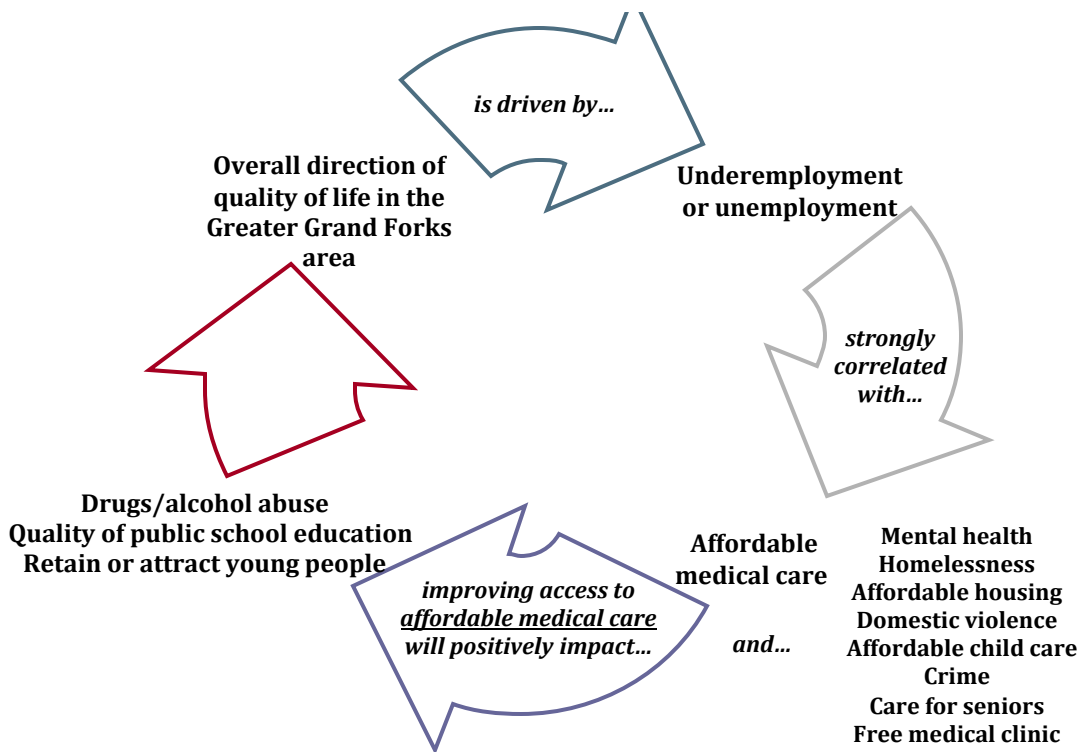 is driven by…
Overall direction of
quality of life in the
Greater Grand Forks
area
Underemployment
or unemployment
strongly
correlated
with…
Affordable
medical care
and…
Mental health
Homelessness
Affordable housing
Domestic violence
Affordable child care
Crime
Care for seniors
Free medical clinic
improving access to
affordable medical care
will positively impact…
Drugs/alcohol abuse
Quality of public school education
Retain or attract young people